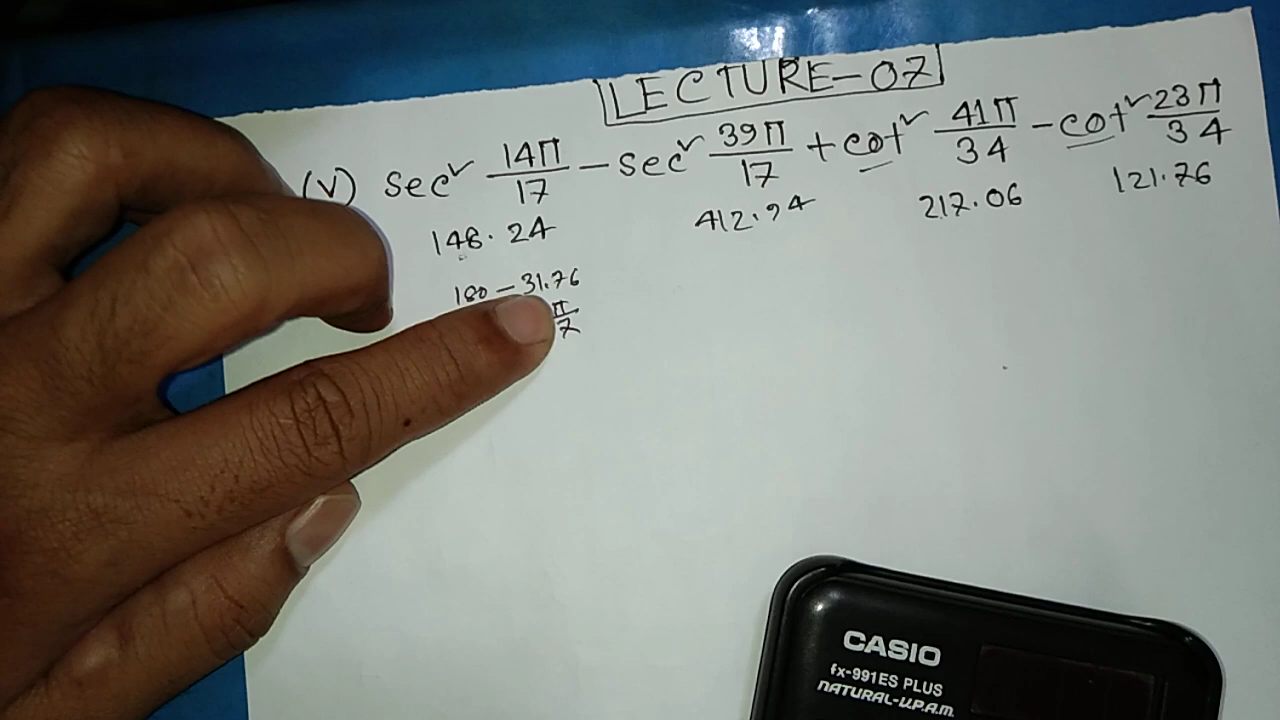 LECTURE-07
(V) sec² 14π/17 - sec² 39π/17 + cot² 41π/34 - cot² 23π/34
148.24 412.94 217.06 121.76
180 - 31.76
π/7
CASIO
fx-991ES PLUS
NATURAL-V.P.A.M.